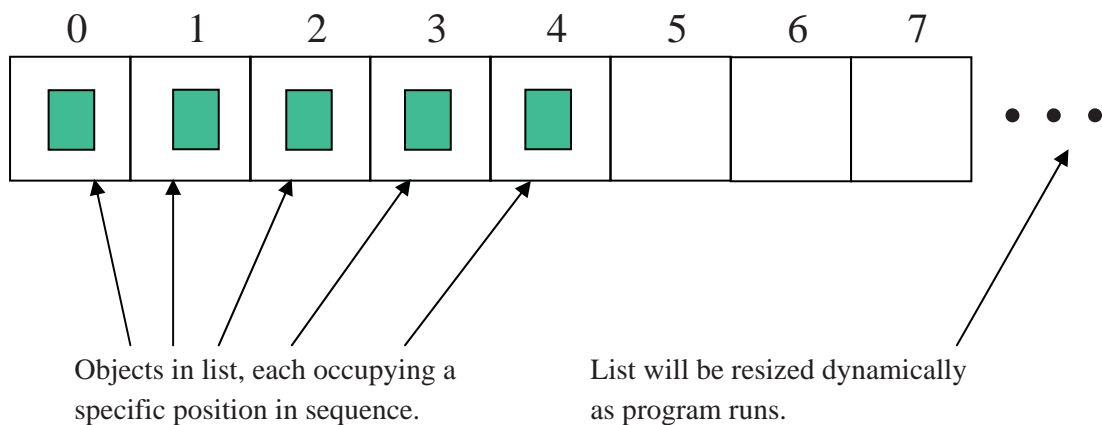 0 1 2 3 4 5 6 7
Objects in list, each occupying a
specific position in sequence.
List will be resized dynamically
as program runs.